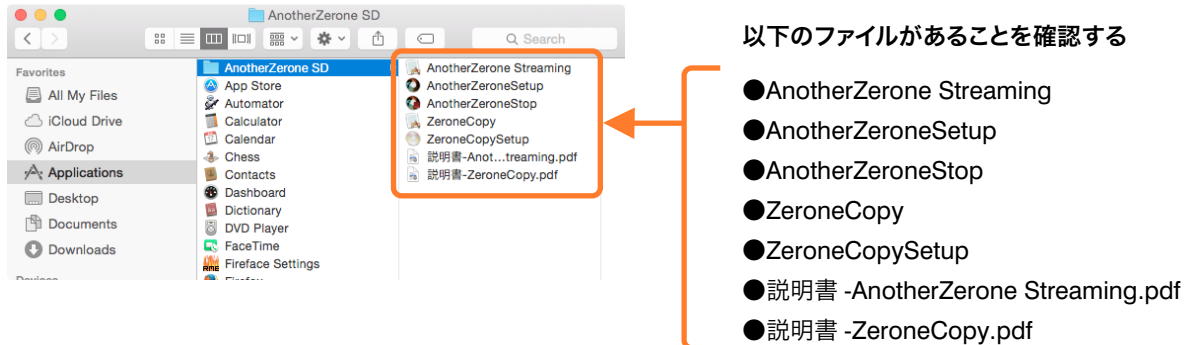 AnotherZerone SD
Search
Favorites
All My Files
iCloud Drive
AirDrop
Applications
Desktop
Documents
Downloads
AnotherZerone SD
App Store
Automator
Calculator
Calendar
Chess
Contacts
Dashboard
Dictionary
DVD Player
FaceTime
Fireface Settings
AnotherZerone Streaming
AnotherZeroneSetup
AnotherZeroneStop
ZeroneCopy
ZeroneCopySetup
説明書-Anot...treaming.pdf
説明書-ZeroneCopy.pdf
以下のファイルがあることを確認する
●AnotherZerone Streaming
●AnotherZeroneSetup
●AnotherZeroneStop
●ZeroneCopy
●ZeroneCopySetup
●説明書 -AnotherZerone Streaming.pdf
●説明書 -ZeroneCopy.pdf